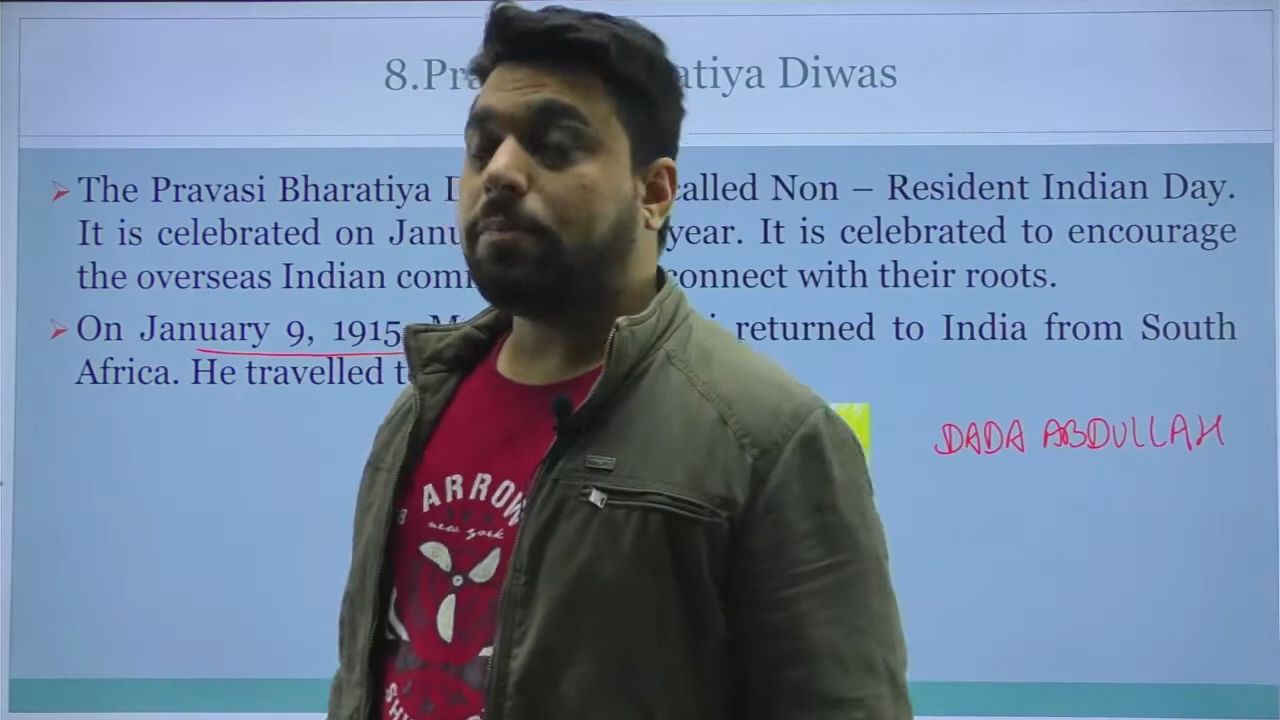 8.Pra atiya Diwas
The Pravasi Bharatiya D called Non – Resident Indian Day.
It is celebrated on Janu year. It is celebrated to encourage
the overseas Indian com connect with their roots.
On January 9, 1915, M i returned to India from South
Africa. He travelled t
DADA ABDULLAH
ARROW
new york